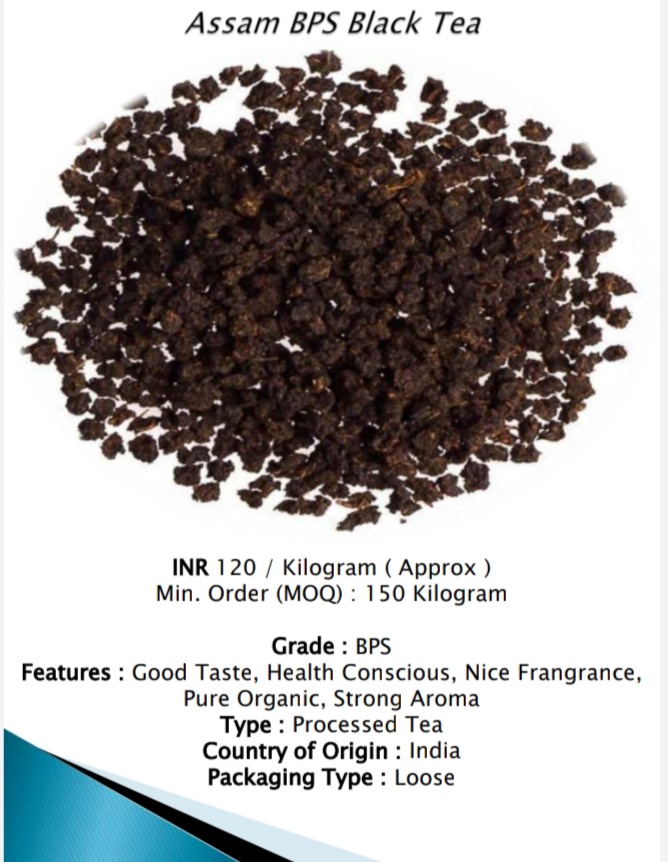 Assam BPS Black Tea
INR 120 / Kilogram ( Approx )
Min. Order (MOQ) : 150 Kilogram
Grade : BPS
Features : Good Taste, Health Conscious, Nice Frangrance,
Pure Organic, Strong Aroma
Type : Processed Tea
Country of Origin : India
Packaging Type : Loose